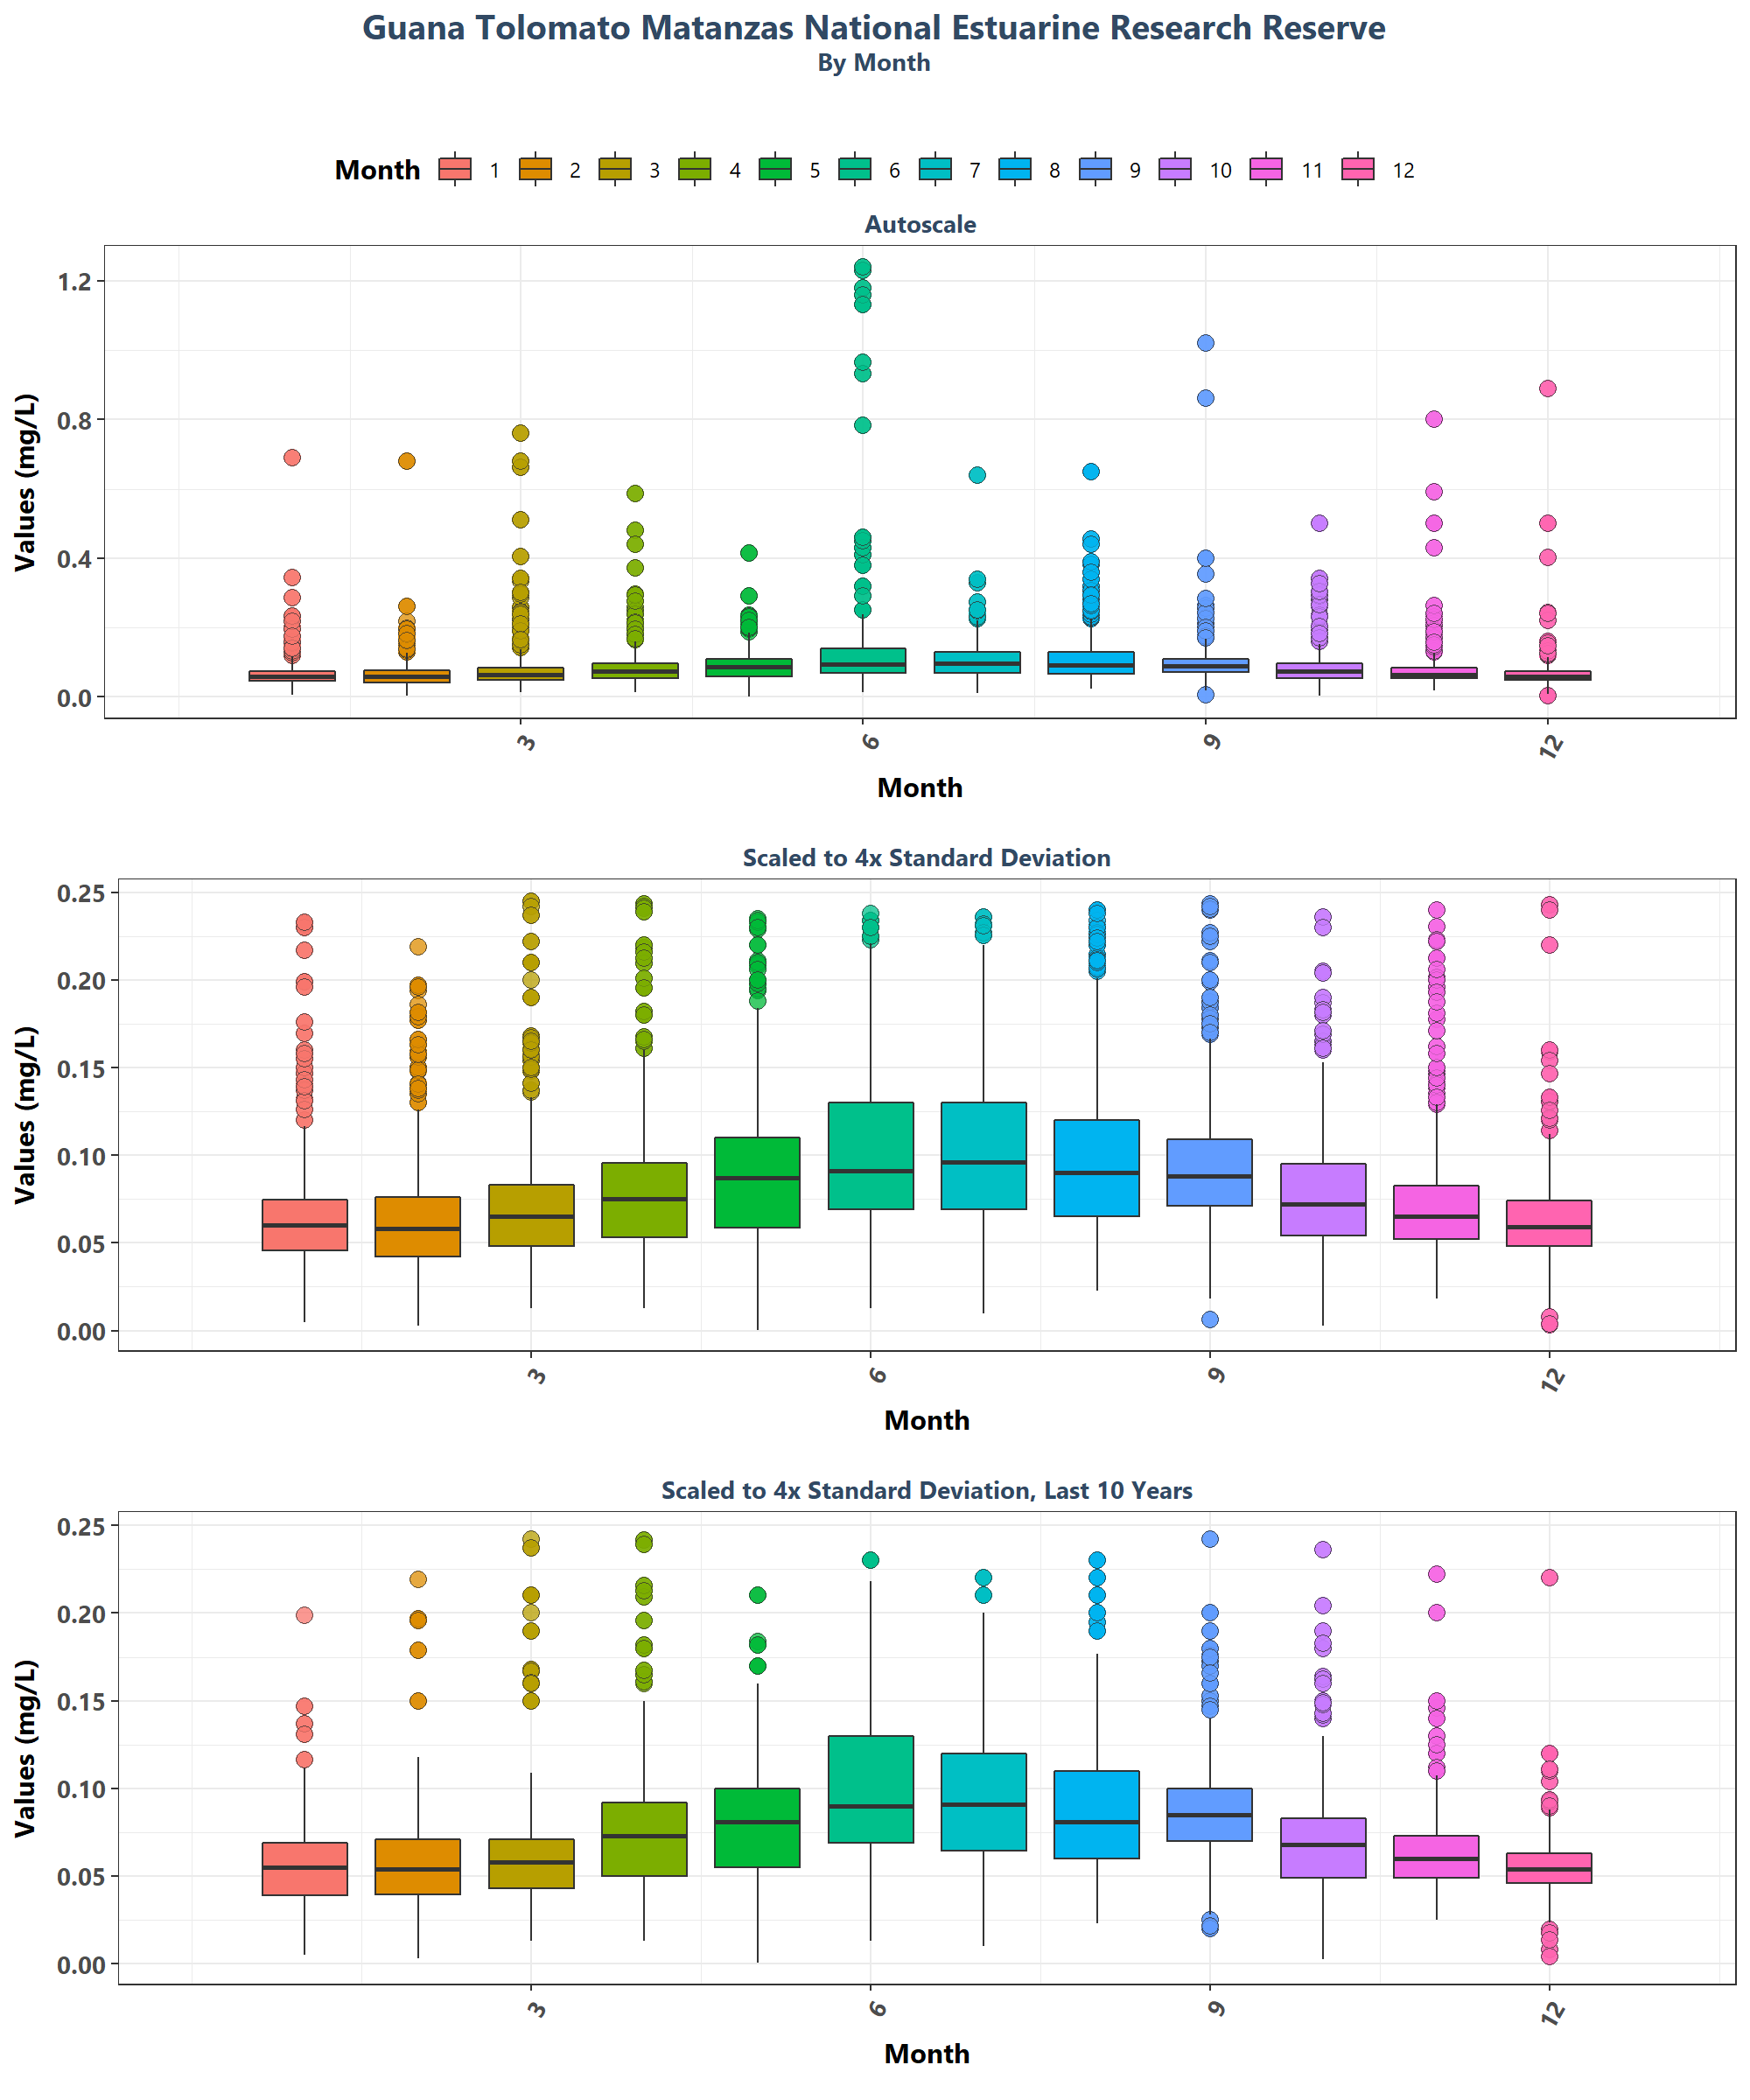 Guana Tolomato Matanzas National Estuarine Research Reserve
By Month
Month 1 2 3 4 5 6 7 8 9 10 11 12
Autoscale
Values (mg/L)
1.2
0.8
0.4
0.0
3 6 9 12
Month
Scaled to 4x Standard Deviation
Values (mg/L)
0.25
0.20
0.15
0.10
0.05
0.00
3 6 9 12
Month
Scaled to 4x Standard Deviation, Last 10 Years
Values (mg/L)
0.25
0.20
0.15
0.10
0.05
0.00
3 6 9 12
Month